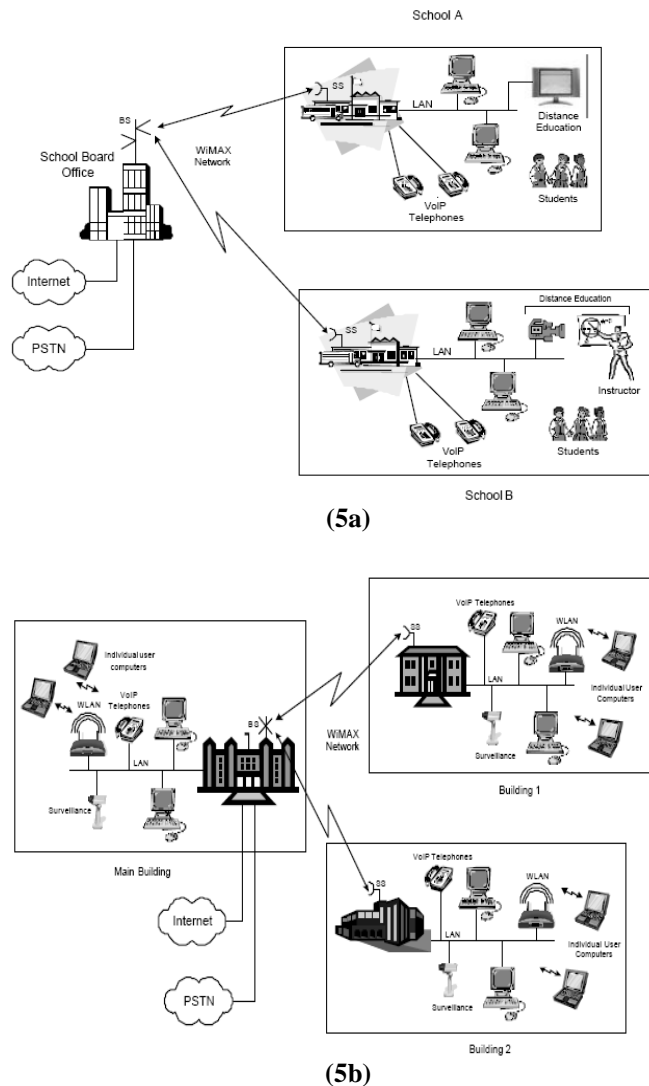 School A
SS
LAN
Distance
Education
BS
WiMAX
Network
School Board
Office
VoIP
Telephones
Students
Internet
PSTN
Distance Education
SS
LAN
Instructor
VoIP
Telephones
Students
School B
(5a)
VoIP Telephones
SS
WLAN
Individual user
computers
WLAN
VoIP
Telephones
LAN
Individual User
Computers
BS
WiMAX
Network
LAN
Surveillance
Surveillance
Building 1
Main Building
VoIP Telephones
SS
WLAN
Internet
LAN
Individual User
Computers
PSTN
Surveillance
Building 2
(5b)